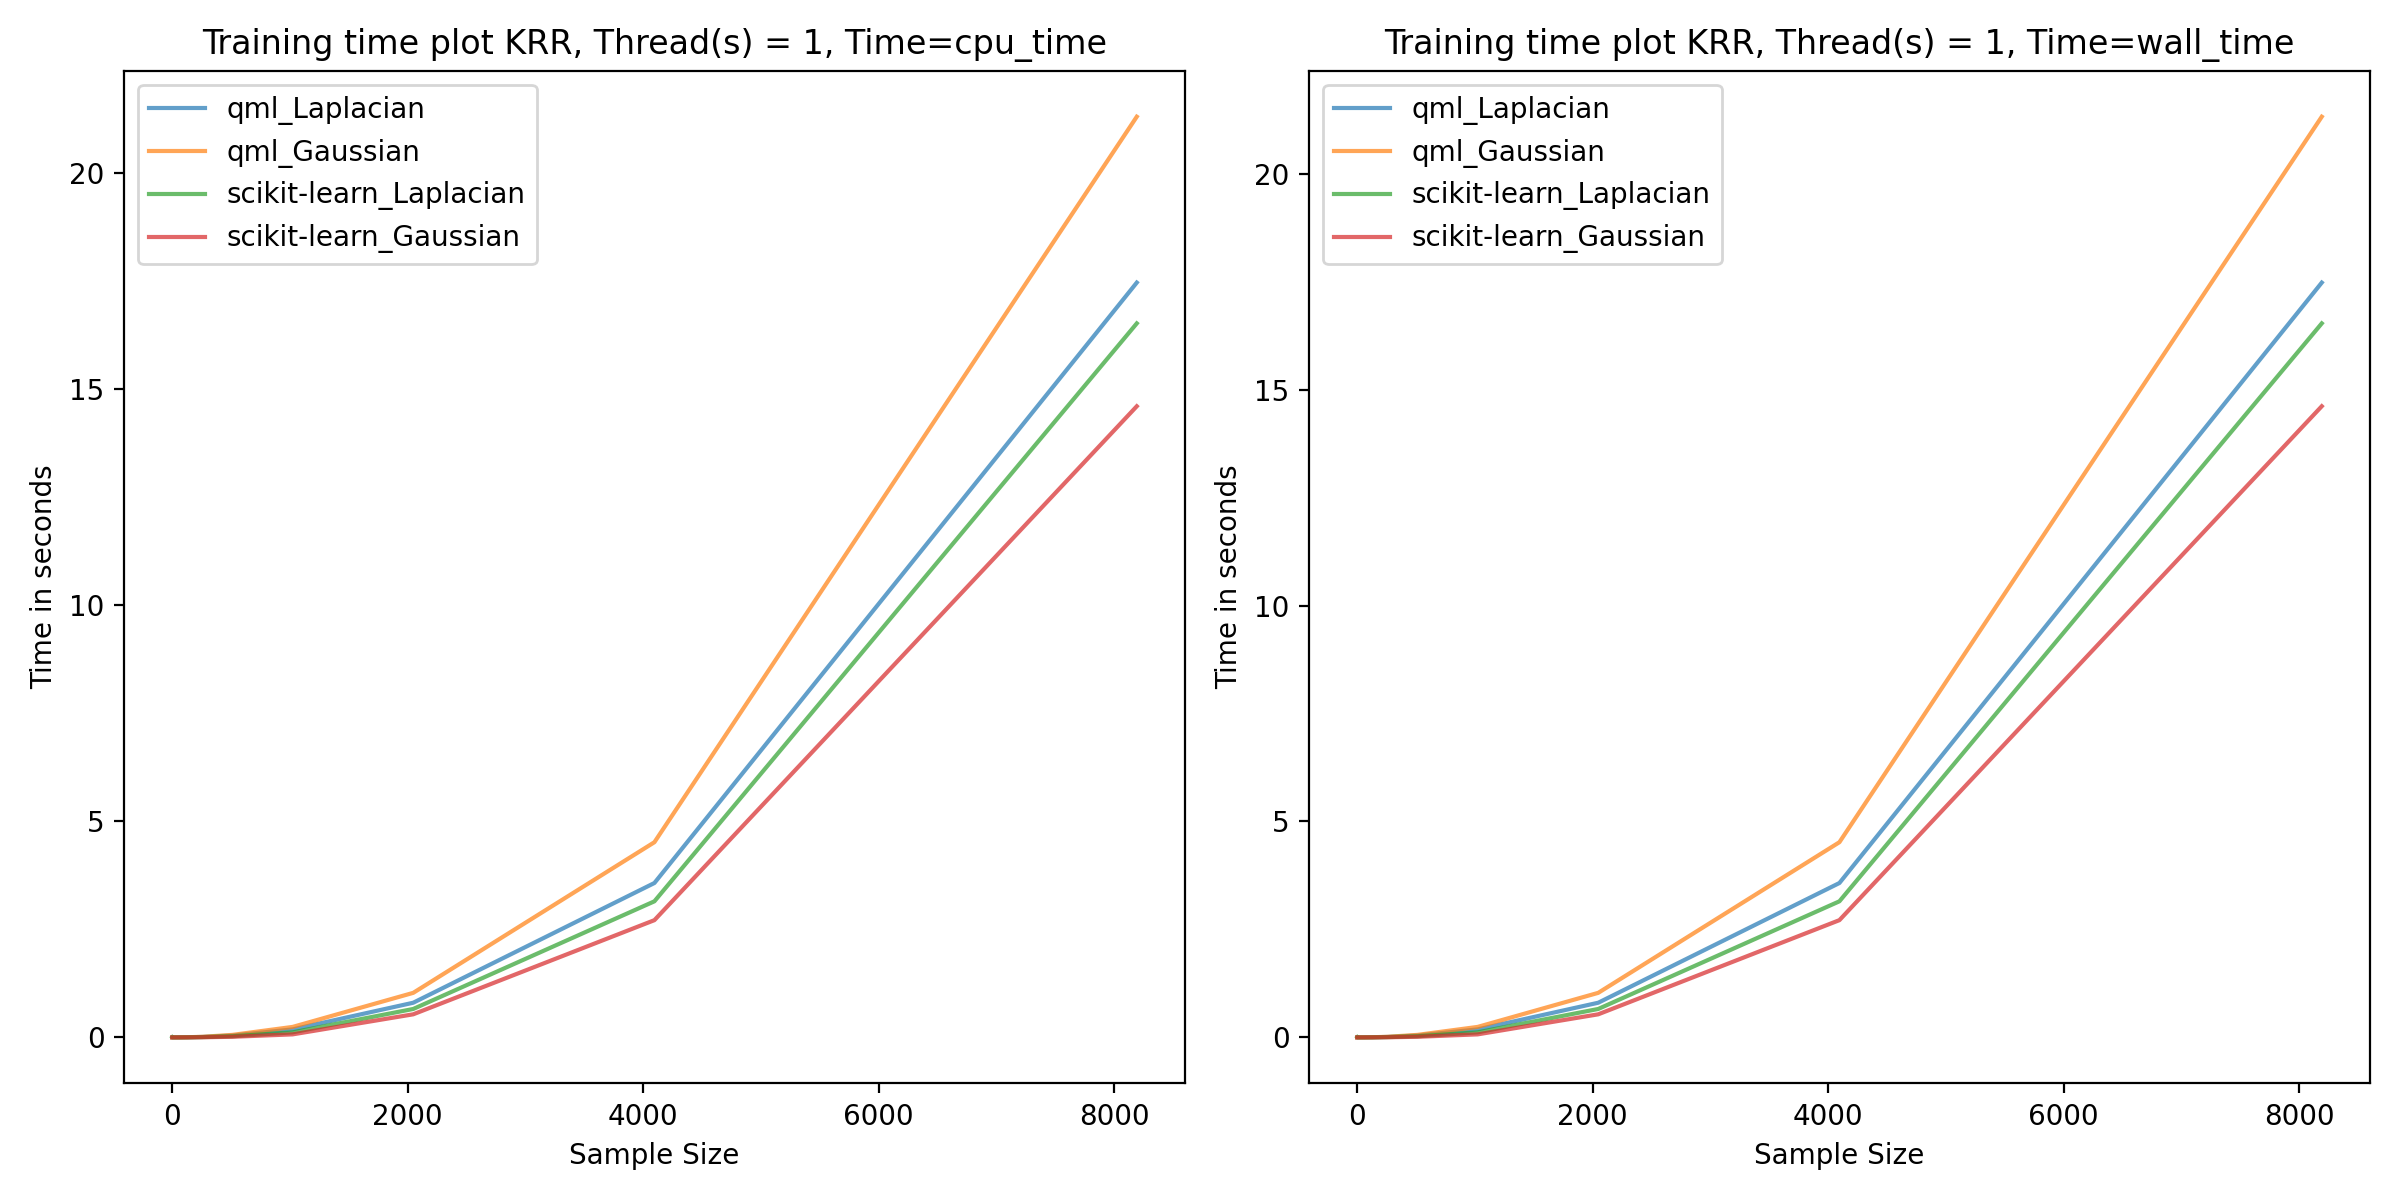 Training time plot KRR, Thread(s) = 1, Time=cpu_time
qml_Laplacian
qml_Gaussian
scikit-learn_Laplacian
scikit-learn_Gaussian
20
15
10
5
0
Time in seconds
0 2000 4000 6000 8000
Sample Size
Training time plot KRR, Thread(s) = 1, Time=wall_time
qml_Laplacian
qml_Gaussian
scikit-learn_Laplacian
scikit-learn_Gaussian
20
15
10
5
0
Time in seconds
0 2000 4000 6000 8000
Sample Size